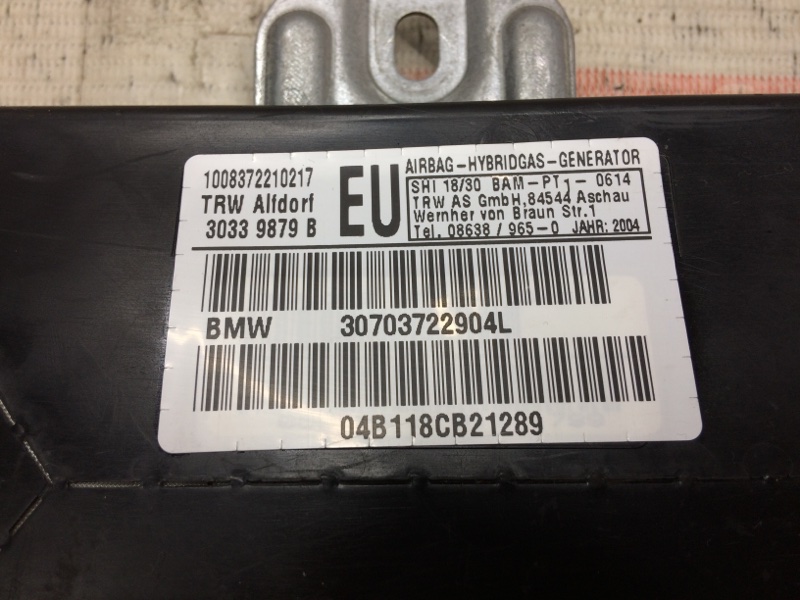 1008372210217
TRW Alfdorf
3033 9879 B
EU
AIRBAG-HYBRIDGAS-GENERATOR
SHI 18/30 BAM-PT1-0614
TRW AS GmbH,84544 Aschau
Wernher von Braun Str.1
Tel. 08638 / 965-0 JAHR: 2004
BMW 30703722904L
04B118CB21289